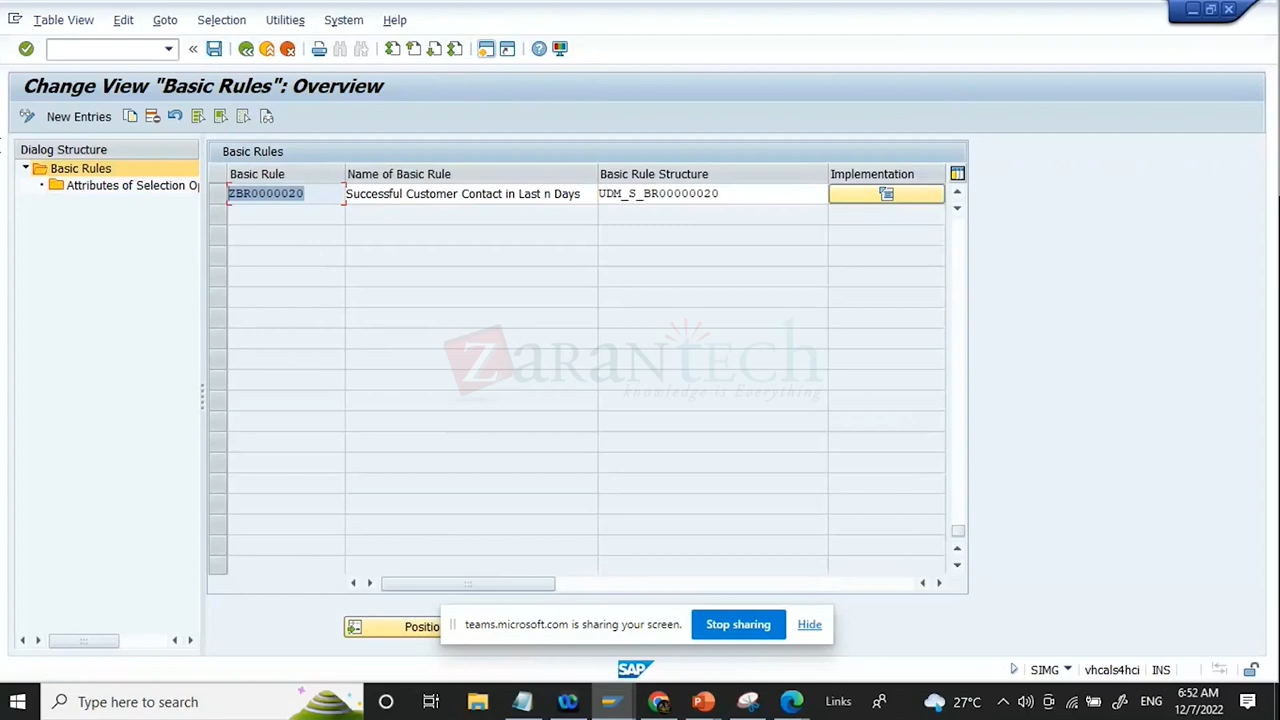 Table View Edit Goto Selection Utilities System Help
Change View "Basic Rules": Overview
New Entries
Dialog Structure
Basic Rules
Attributes of Selection Op
Basic Rules
Basic Rule Name of Basic Rule Basic Rule Structure Implementation
ZBR0000020 Successful Customer Contact in Last n Days UDM_S_BR00000020
zarantech
knowledge is Everything
Positio
teams.microsoft.com is sharing your screen. Stop sharing Hide
SAP
SIMG vhcals4hci INS
Type here to search
Links
27°C
ENG
6:52 AM
12/7/2022